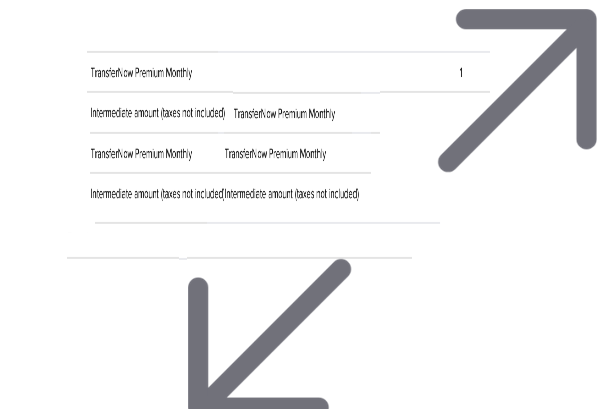 TransferNow Premium Monthly 1
Intermediate amount (taxes not included) TransferNow Premium Monthly
TransferNow Premium Monthly TransferNow Premium Monthly
Intermediate amount (taxes not included)Intermediate amount (taxes not included)